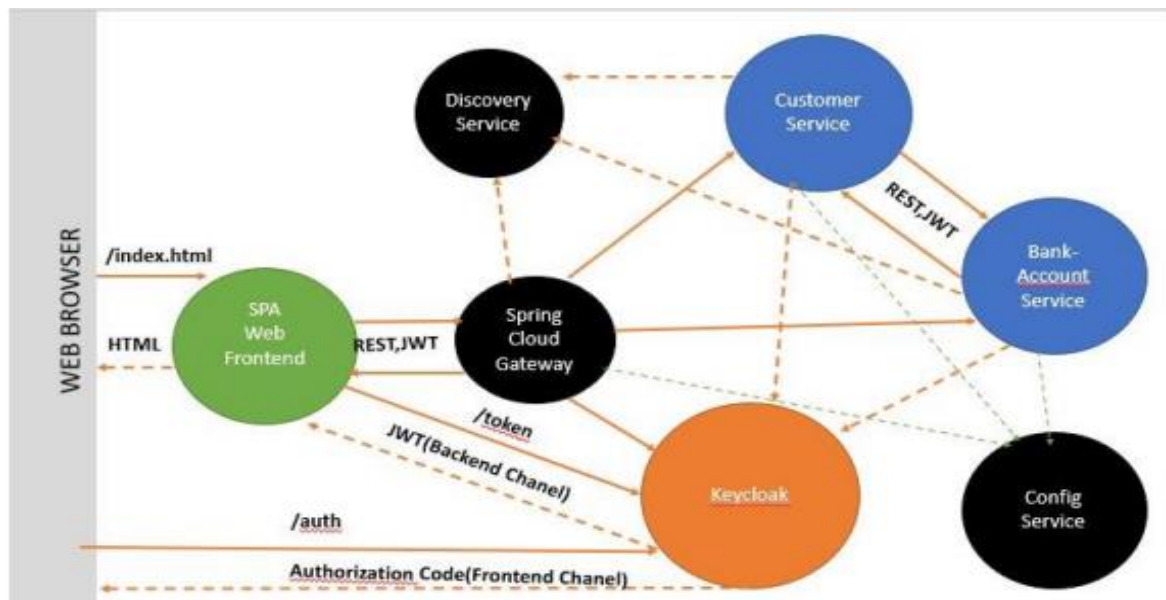 WEB BROWSER
Discovery
Service
Customer
Service
REST,JWT
Bank-
Account
Service
/index.html
SPA
Web
Frontend
HTML
REST,JWT
Spring
Cloud
Gateway
/token
JWT(Backend Chanel)
Keycloak
Config
Service
/auth
Authorization Code(Frontend Chanel)